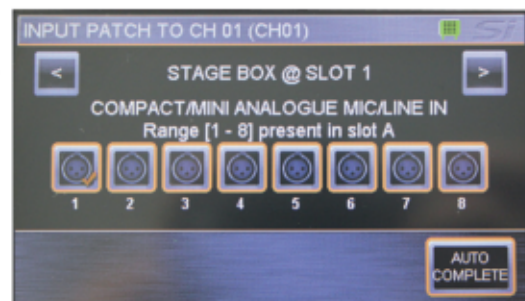 INPUT PATCH TO CH 01 (CH01)
Si
<
STAGE BOX @ SLOT 1
>
COMPACT/MINI ANALOGUE MIC/LINE IN
Range [1 - 8] present in slot A
1 2 3 4 5 6 7 8
AUTO
COMPLETE